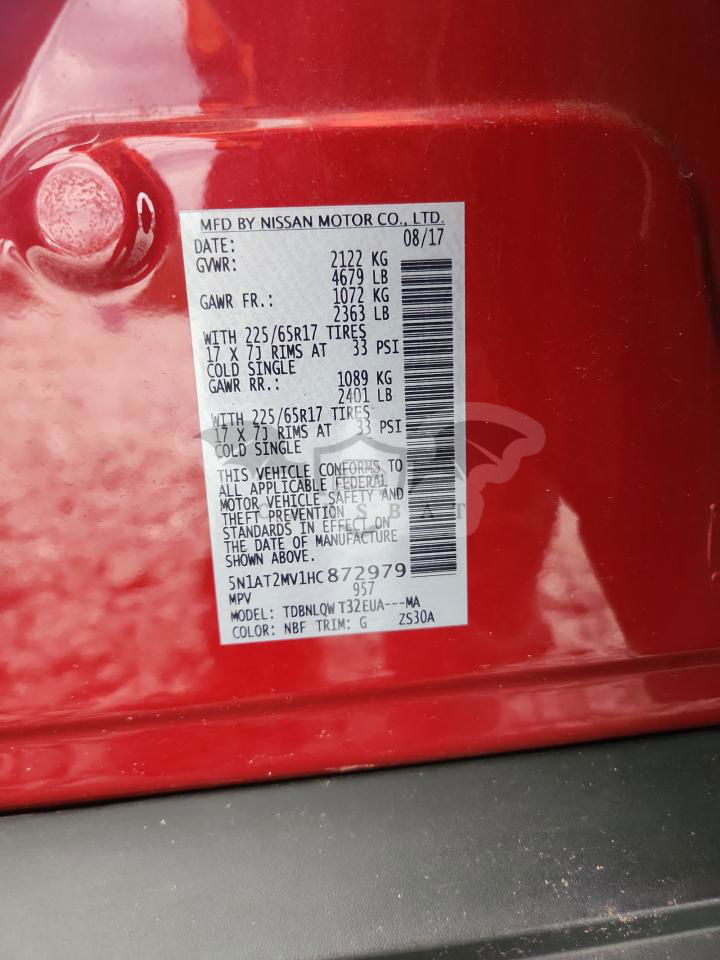 MFD BY NISSAN MOTOR CO., LTD.
DATE: 08/17
GVWR: 2122 KG
4679 LB
GAWR FR.: 1072 KG
2363 LB
WITH 225/65R17 TIRES
17 X 7J RIMS AT 33 PSI
COLD SINGLE
GAWR RR.: 1089 KG
2401 LB
WITH 225/65R17 TIRES
17 X 7J RIMS AT 33 PSI
COLD SINGLE
THIS VEHICLE CONFORMS TO
ALL APPLICABLE FEDERAL
MOTOR VEHICLE SAFETY AND
THEFT PREVENTION
STANDARDS IN EFFECT ON
THE DATE OF MANUFACTURE
SHOWN ABOVE.
5N1AT2MV1HC872979
MPV 957
MODEL: TDBNLQWT32EUA---MA
COLOR: NBF TRIM: G ZS30A